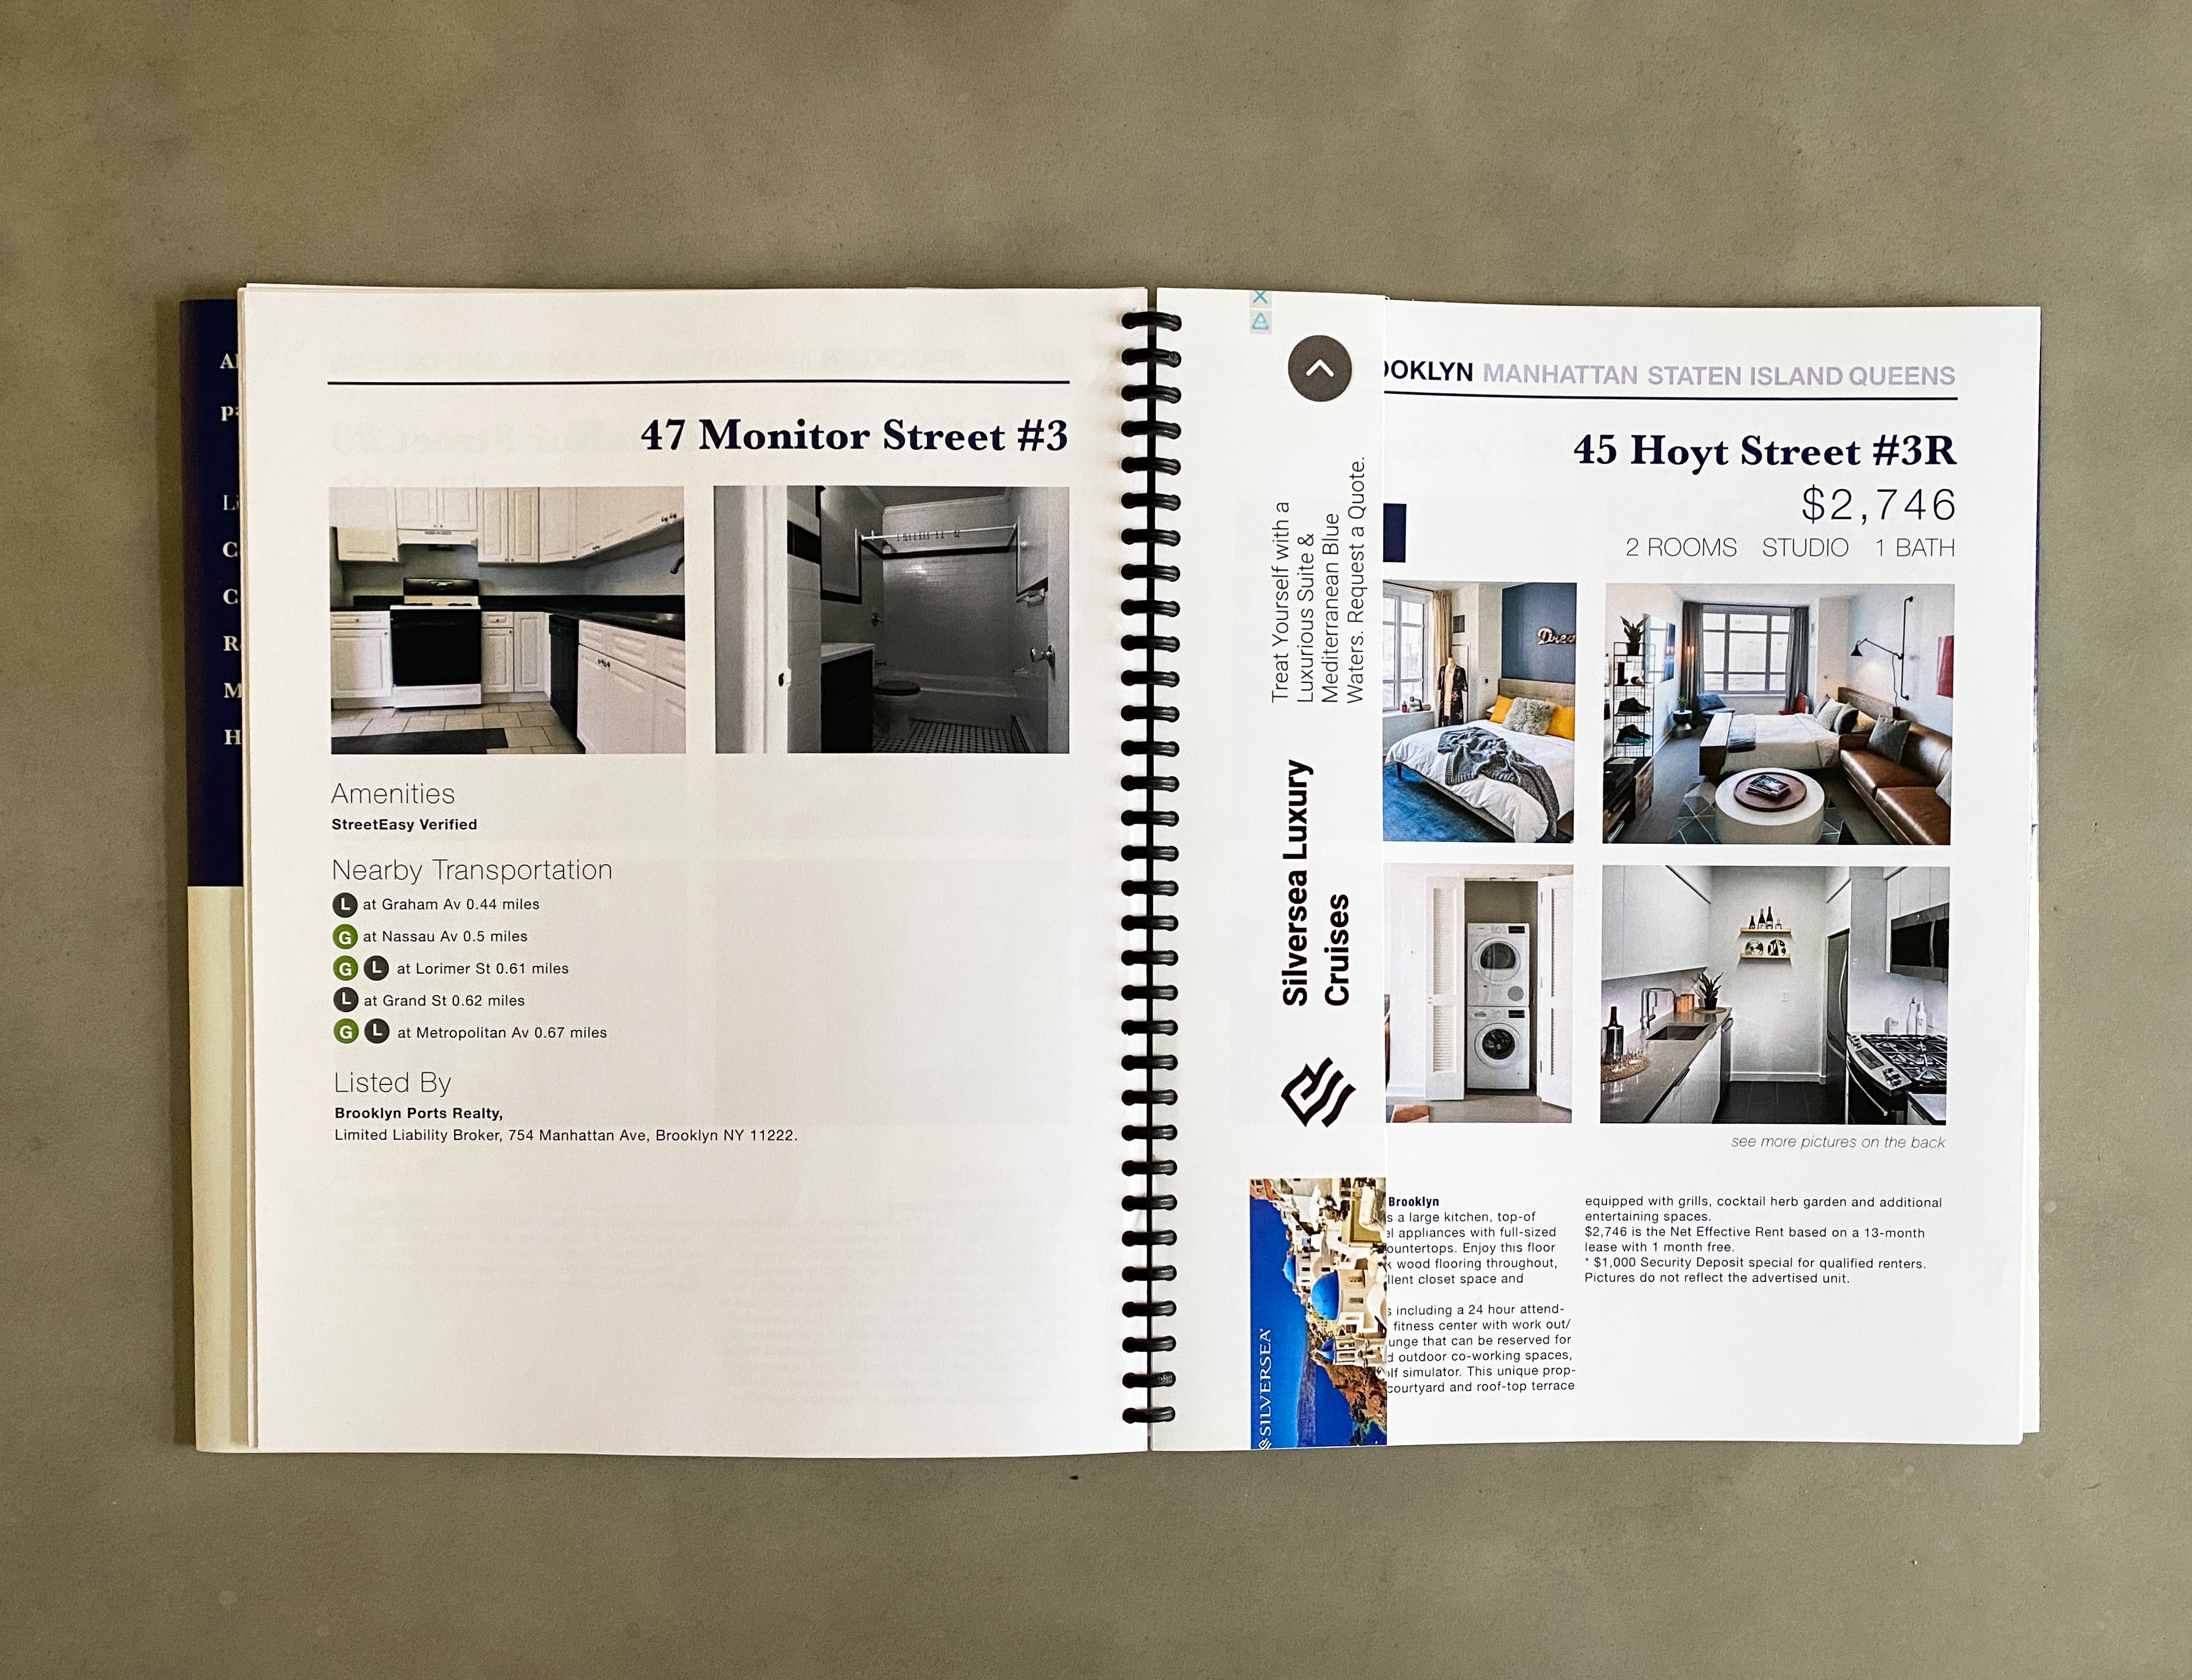 Al
pa
Li
C
C
R
M
H
47 Monitor Street #3
Amenities
StreetEasy Verified
Nearby Transportation
L at Graham Av 0.44 miles
G at Nassau Av 0.5 miles
G L at Lorimer St 0.61 miles
L at Grand St 0.62 miles
G L at Metropolitan Av 0.67 miles
Listed By
Brooklyn Ports Realty,
Limited Liability Broker, 754 Manhattan Ave, Brooklyn NY 11222.
Treat Yourself with a
Luxurious Suite &
Mediterranean Blue
Waters. Request a Quote.
Silversea Luxury
Cruises
SILVERSEA®
OOKLYN MANHATTAN STATEN ISLAND QUEENS
45 Hoyt Street #3R
$2,746
2 ROOMS STUDIO 1 BATH
Drea
see more pictures on the back
Brooklyn
s a large kitchen, top-of
el appliances with full-sized
ountertops. Enjoy this floor
k wood flooring throughout,
llent closet space and
s including a 24 hour attend-
fitness center with work out/
unge that can be reserved for
d outdoor co-working spaces,
olf simulator. This unique prop-
courtyard and roof-top terrace
equipped with grills, cocktail herb garden and additional
entertaining spaces.
$2,746 is the Net Effective Rent based on a 13-month
lease with 1 month free.
* $1,000 Security Deposit special for qualified renters.
Pictures do not reflect the advertised unit.